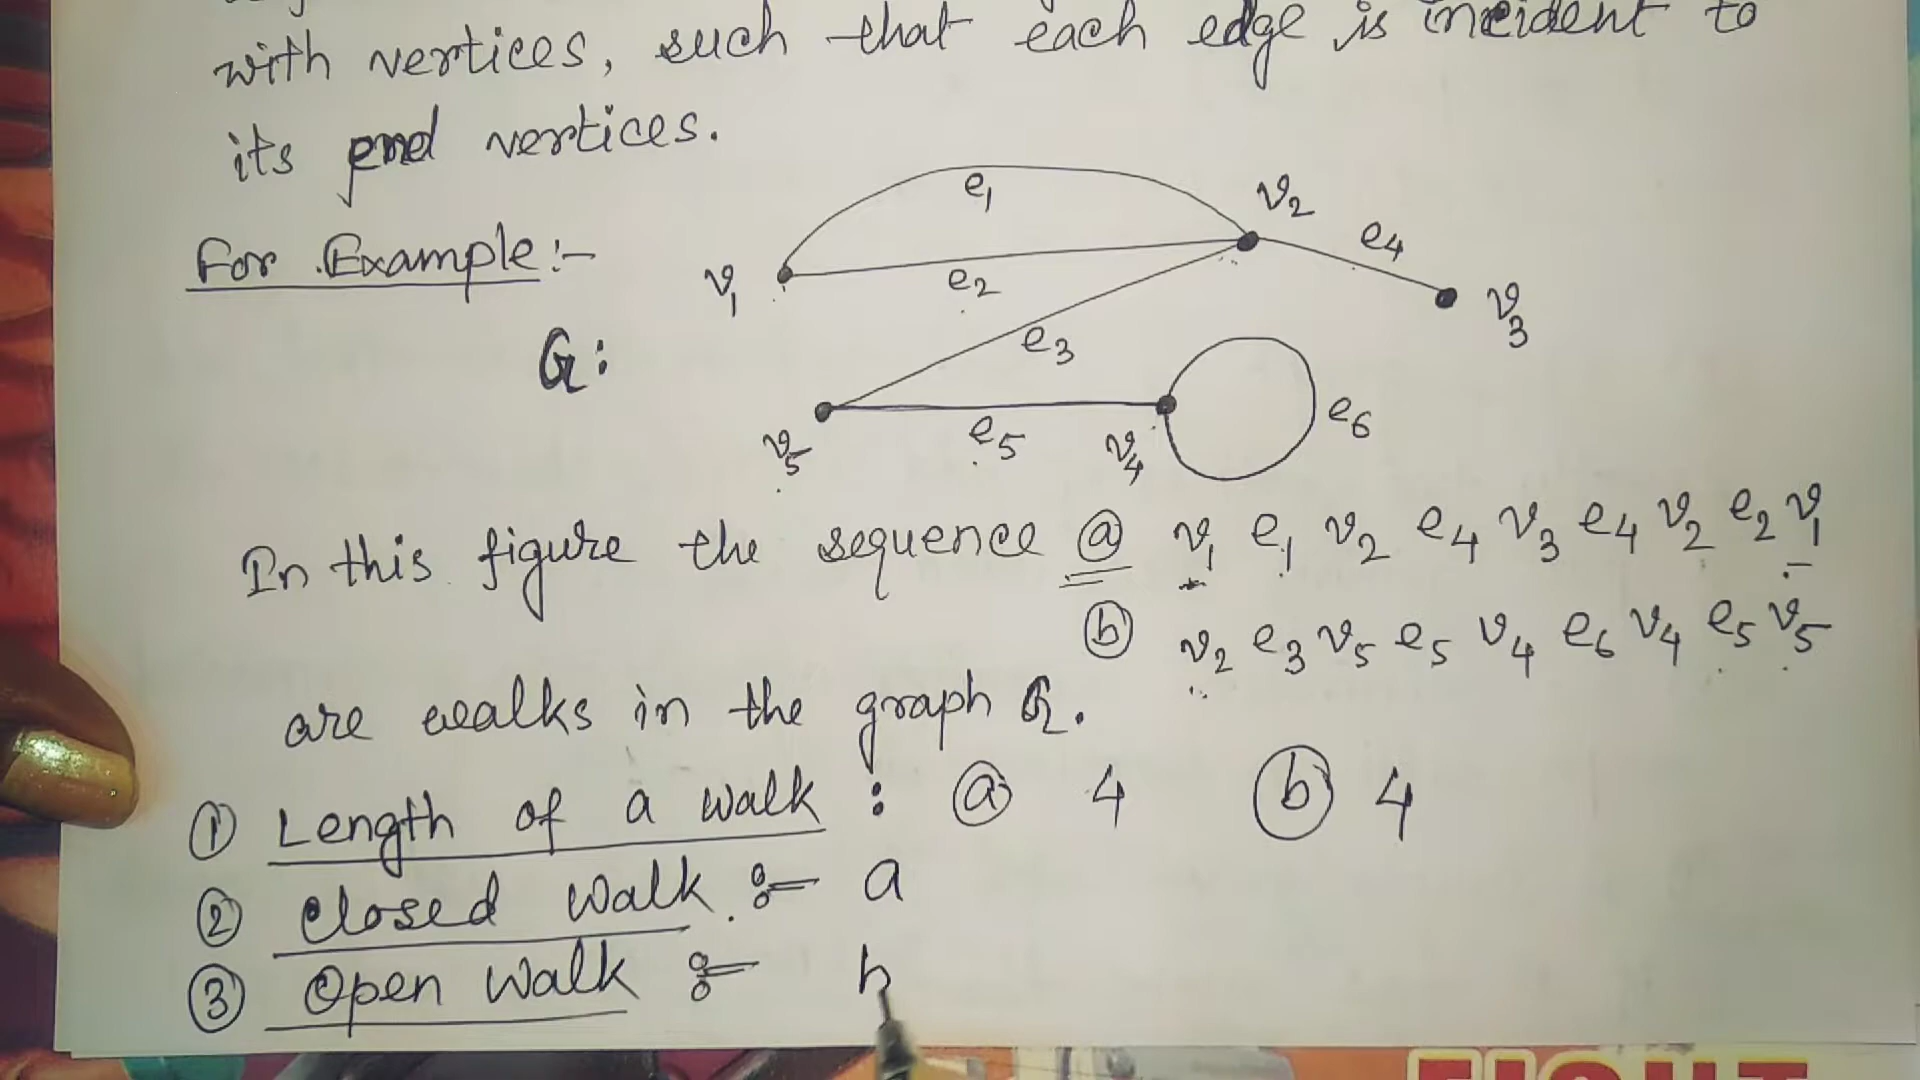 with vertices, such that each edge is incident to
its end vertices.
For Example:-
G:
e1
v2
e4
v1
e2
v3
e3
e6
v5
e5
v4
In this figure the sequence (a) v1 e1 v2 e4 v3 e4 v2 e2 v1
(b) v2 e3 v5 e5 v4 e6 v4 e5 v5
are walks in the graph G.
(1) Length of a walk : (a) 4 (b) 4
(2) closed walk :- a
(3) Open walk :- b